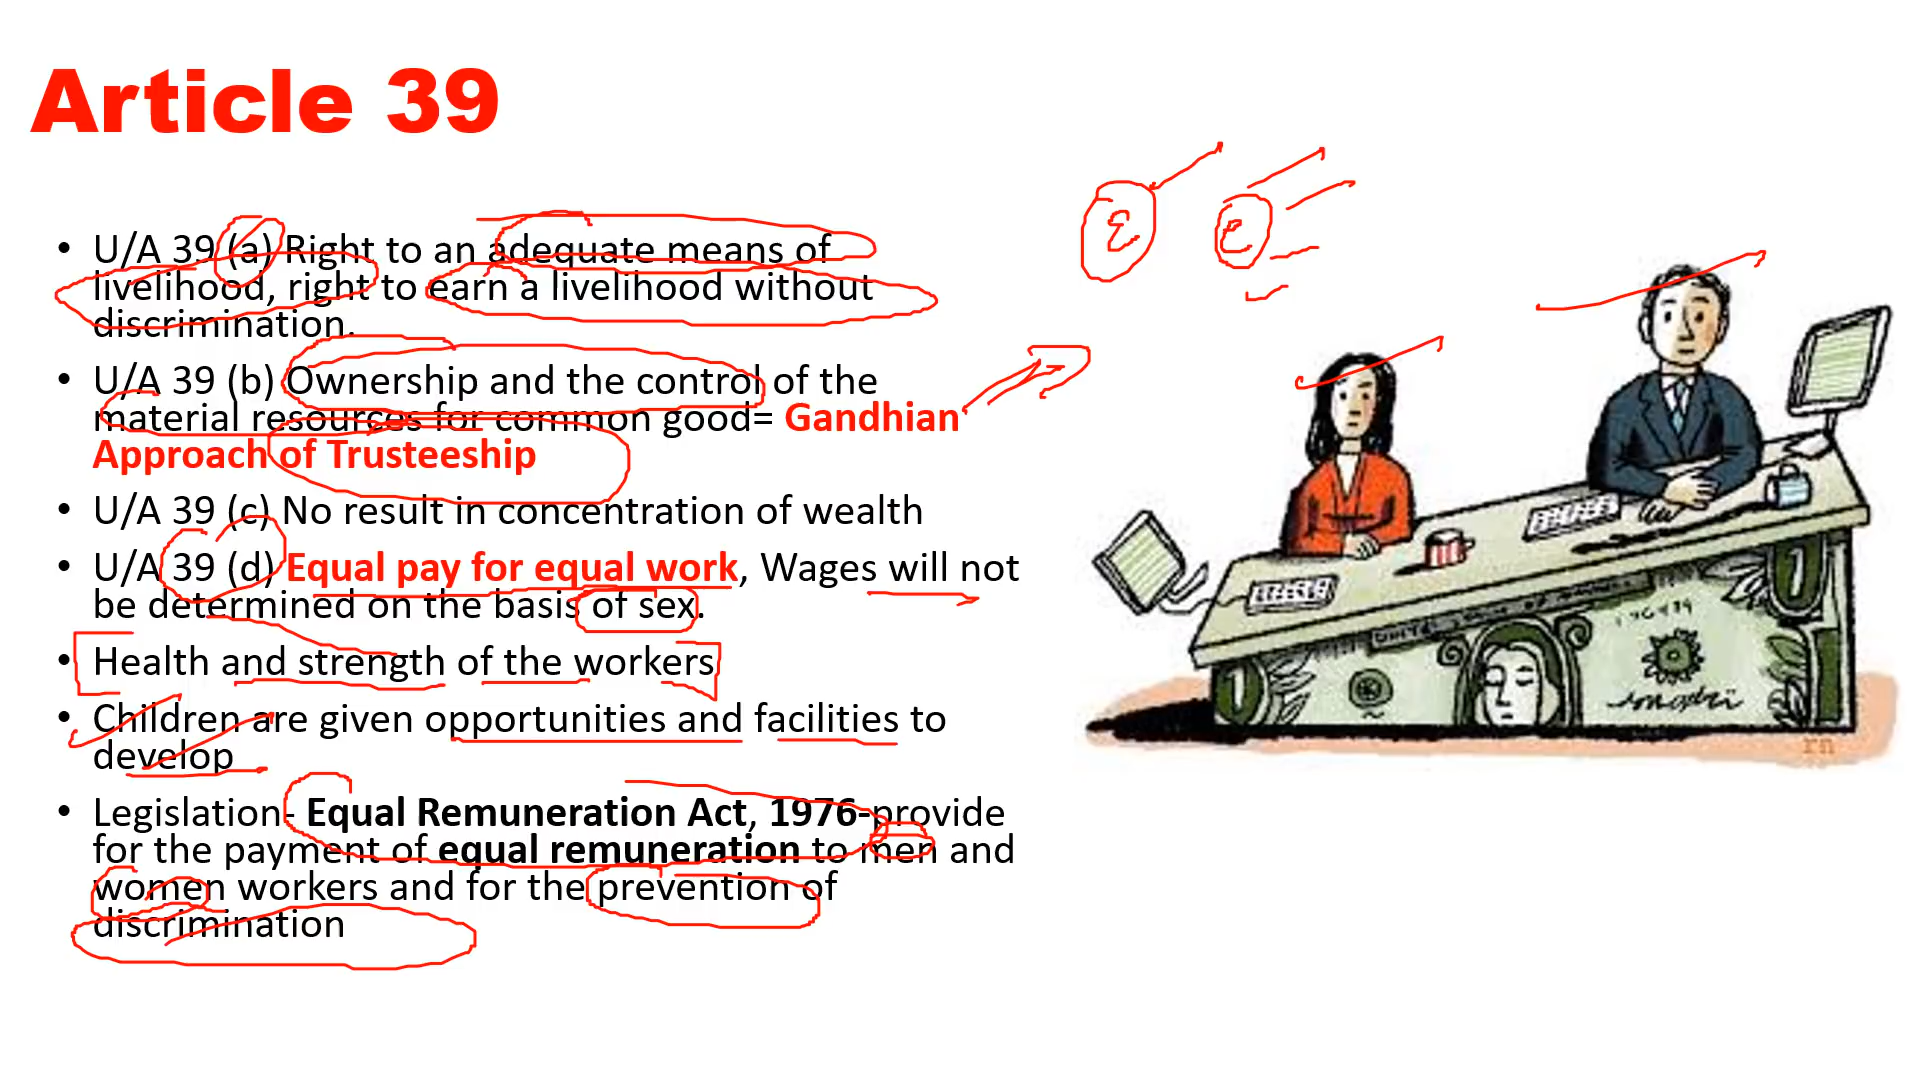 Article 39
• U/A 39 (a) Right to an adequate means of
livelihood, right to earn a livelihood without
discrimination.
• U/A 39 (b) Ownership and the control of the
material resources for common good= Gandhian
Approach of Trusteeship
• U/A 39 (c) No result in concentration of wealth
• U/A 39 (d) Equal pay for equal work, Wages will not
be determined on the basis of sex.
• Health and strength of the workers
• Children are given opportunities and facilities to
develop
• Legislation- Equal Remuneration Act, 1976-provide
for the payment of equal remuneration to men and
women workers and for the prevention of
discrimination
E e
rn